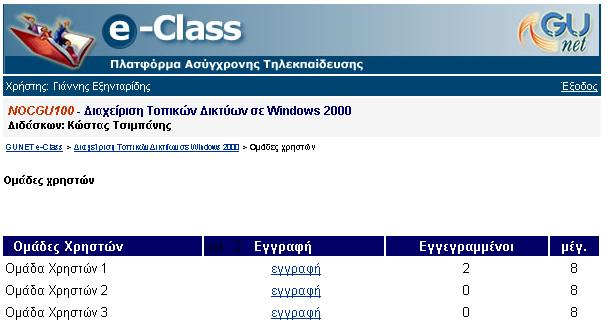 e-Class
GU
net
Πλατφόρμα Ασύγχρονης Τηλεκπαίδευσης
Χρήστης: Γιάννης Εξηνταρίδης Έξοδος
NOCGU100 - Διαχείριση Τοπικών Δικτύων σε Windows 2000
Διδάσκων: Κώστας Τσιμπάνης
GUNET e-Class > Διαχείριση Τοπικών Δικτύων σε Windows 2000 > Ομάδες χρηστών
Ομάδες χρηστών
Ομάδες Χρηστών Εγγραφή Εγγεγραμμένοι μέγ.
Ομάδα Χρηστών 1 εγγραφή 2 8
Ομάδα Χρηστών 2 εγγραφή 0 8
Ομάδα Χρηστών 3 εγγραφή 0 8